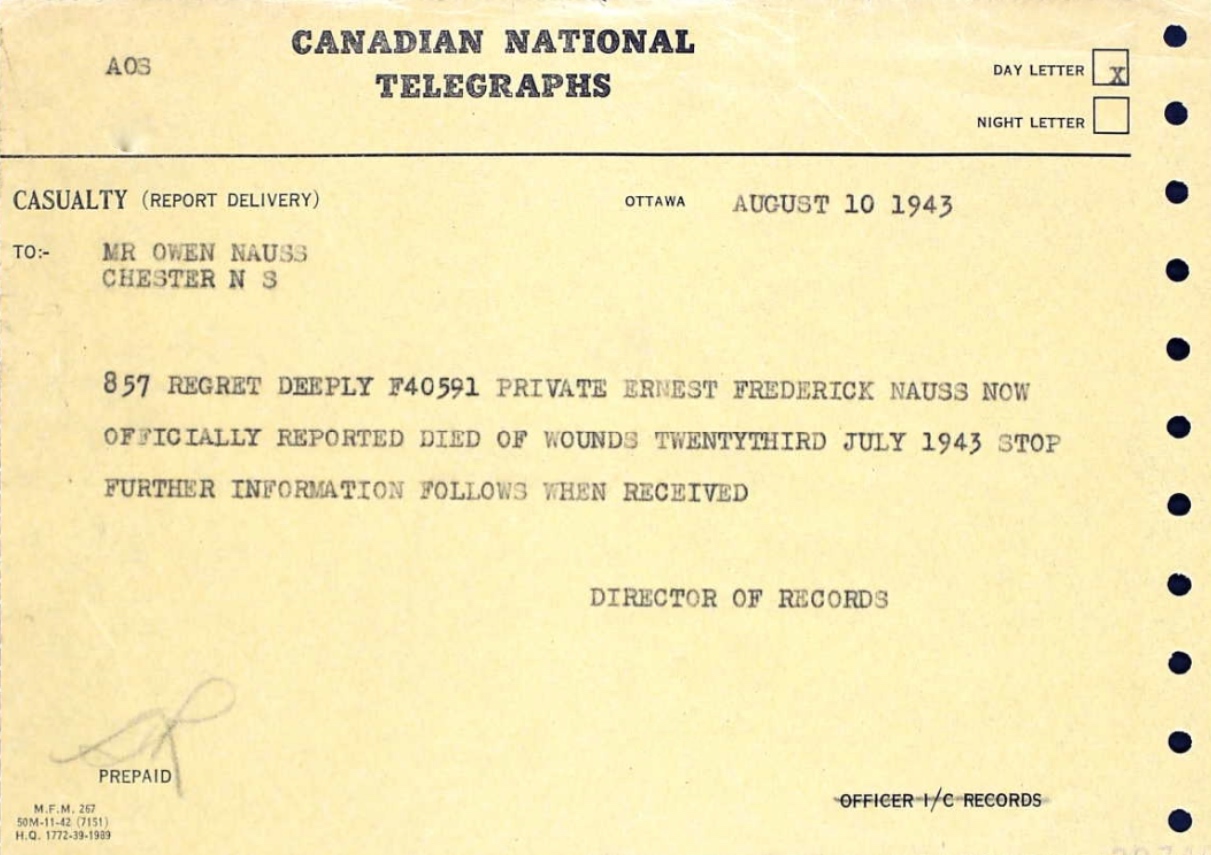 CANADIAN NATIONAL
TELEGRAPHS
AOS
DAY LETTER X
NIGHT LETTER
CASUALTY (REPORT DELIVERY) OTTAWA AUGUST 10 1943
TO:- MR OWEN NAUSS
CHESTER N S
857 REGRET DEEPLY F40591 PRIVATE ERNEST FREDERICK NAUSS NOW
OFFICIALLY REPORTED DIED OF WOUNDS TWENTYTHIRD JULY 1943 STOP
FURTHER INFORMATION FOLLOWS WHEN RECEIVED
DIRECTOR OF RECORDS
PREPAID
OFFICER I/C RECORDS
M.F.M. 267
50M-11-42 (7151)
H.Q. 1772-39-1989